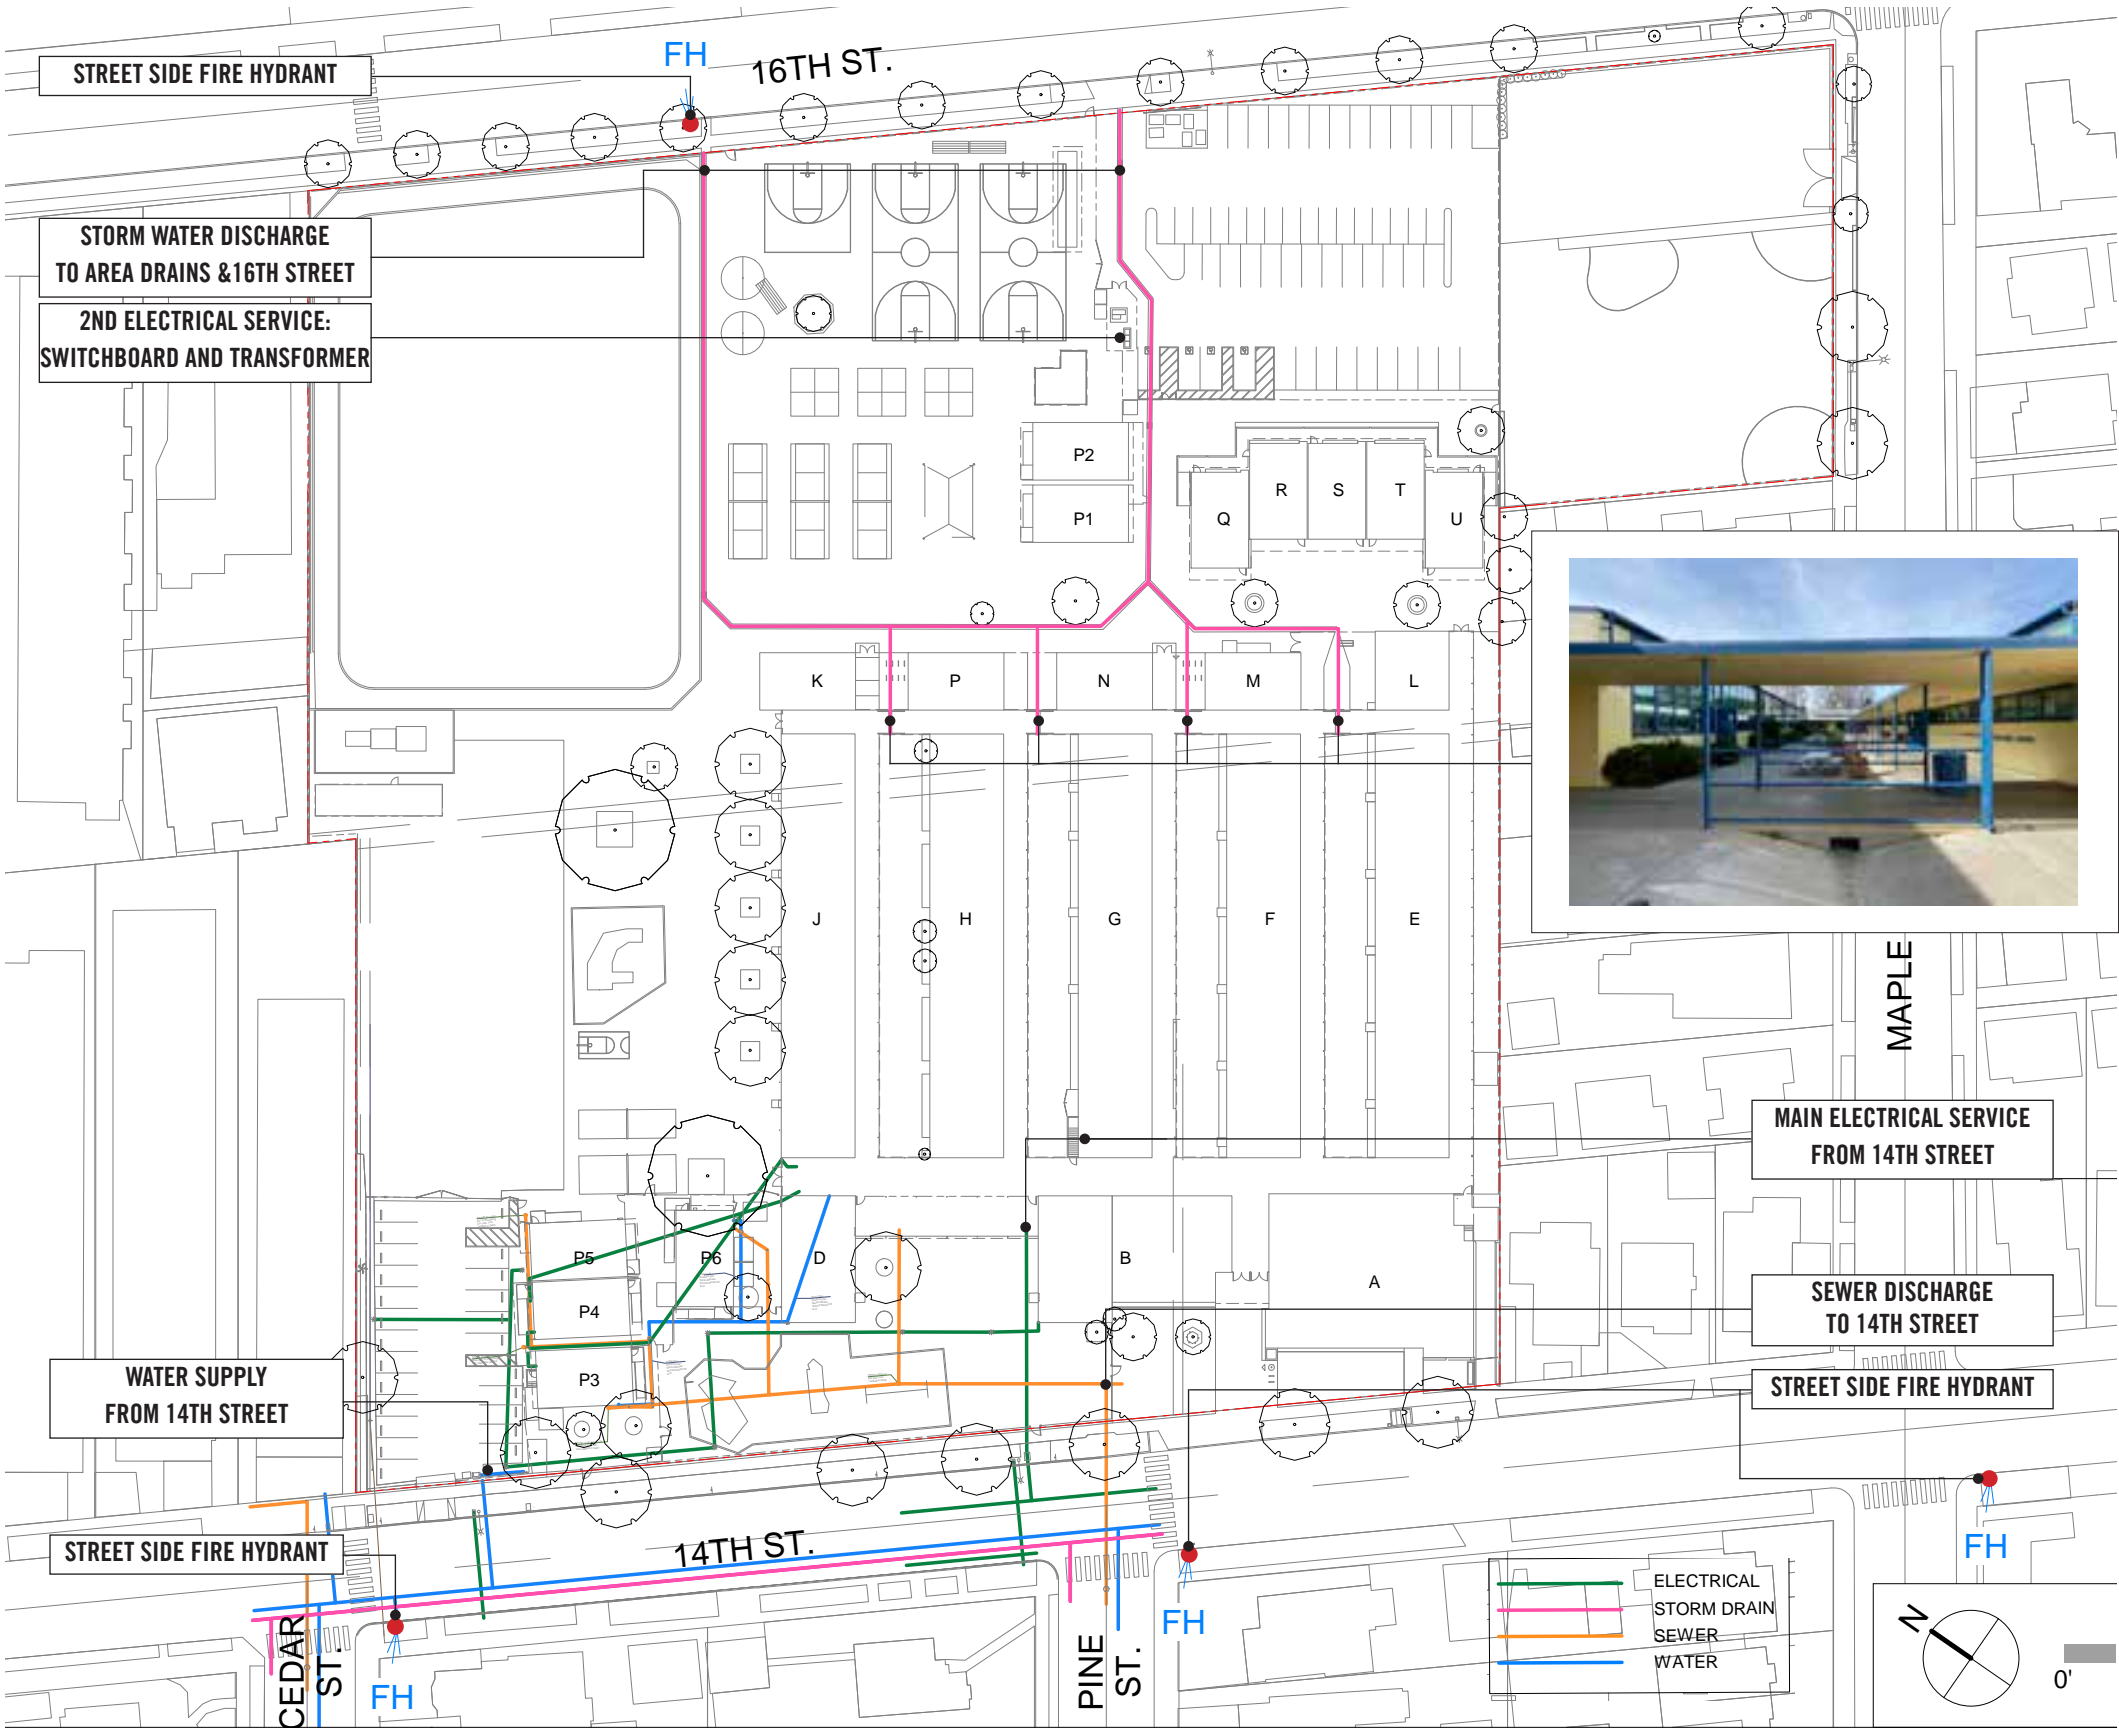 FH
16TH ST.
STREET SIDE FIRE HYDRANT
STORM WATER DISCHARGE
TO AREA DRAINS &16TH STREET
2ND ELECTRICAL SERVICE:
SWITCHBOARD AND TRANSFORMER
P2
P1
Q
R
S
T
U
K
P
N
M
L
J
H
G
F
E
MAPLE
MAIN ELECTRICAL SERVICE
FROM 14TH STREET
P5
P6
D
B
A
P4
P3
SEWER DISCHARGE
TO 14TH STREET
WATER SUPPLY
FROM 14TH STREET
STREET SIDE FIRE HYDRANT
STREET SIDE FIRE HYDRANT
14TH ST.
FH
FH
FH
CEDAR
ST.
PINE
ST.
ELECTRICAL
STORM DRAIN
SEWER
WATER
N
0'